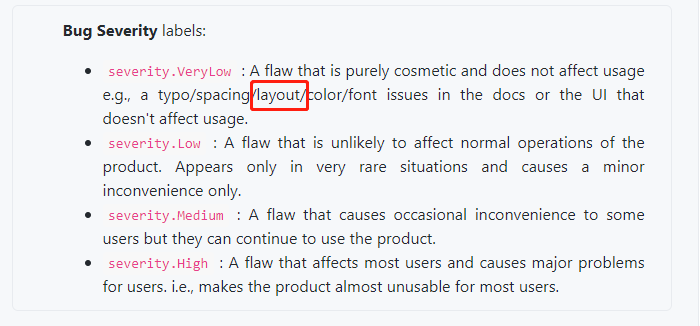 Bug Severity labels:
severity.VeryLow : A flaw that is purely cosmetic and does not affect usage
e.g., a typo/spacing/layout/color/font issues in the docs or the UI that
doesn't affect usage.
severity.Low : A flaw that is unlikely to affect normal operations of the
product. Appears only in very rare situations and causes a minor
inconvenience only.
severity.Medium : A flaw that causes occasional inconvenience to some
users but they can continue to use the product.
severity.High : A flaw that affects most users and causes major problems
for users. i.e., makes the product almost unusable for most users.